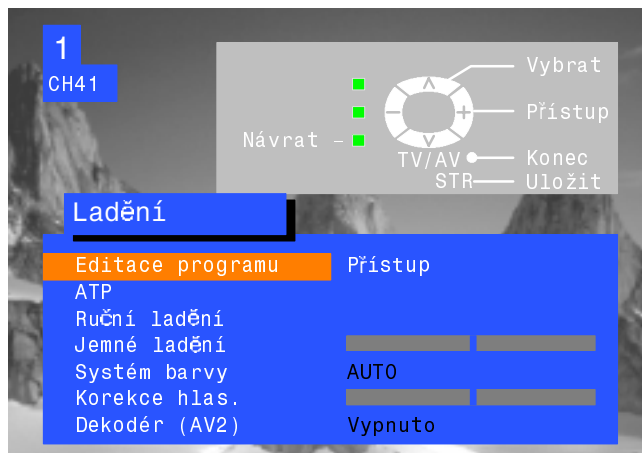 1
CH41
Vybrat
Přístup
Návrat –
TV/AV Konec
STR Uložit
Ladění
Editace programu Přístup
ATP
Ruční ladění
Jemné ladění
Systém barvy AUTO
Korekce hlas.
Dekodér (AV2) Vypnuto